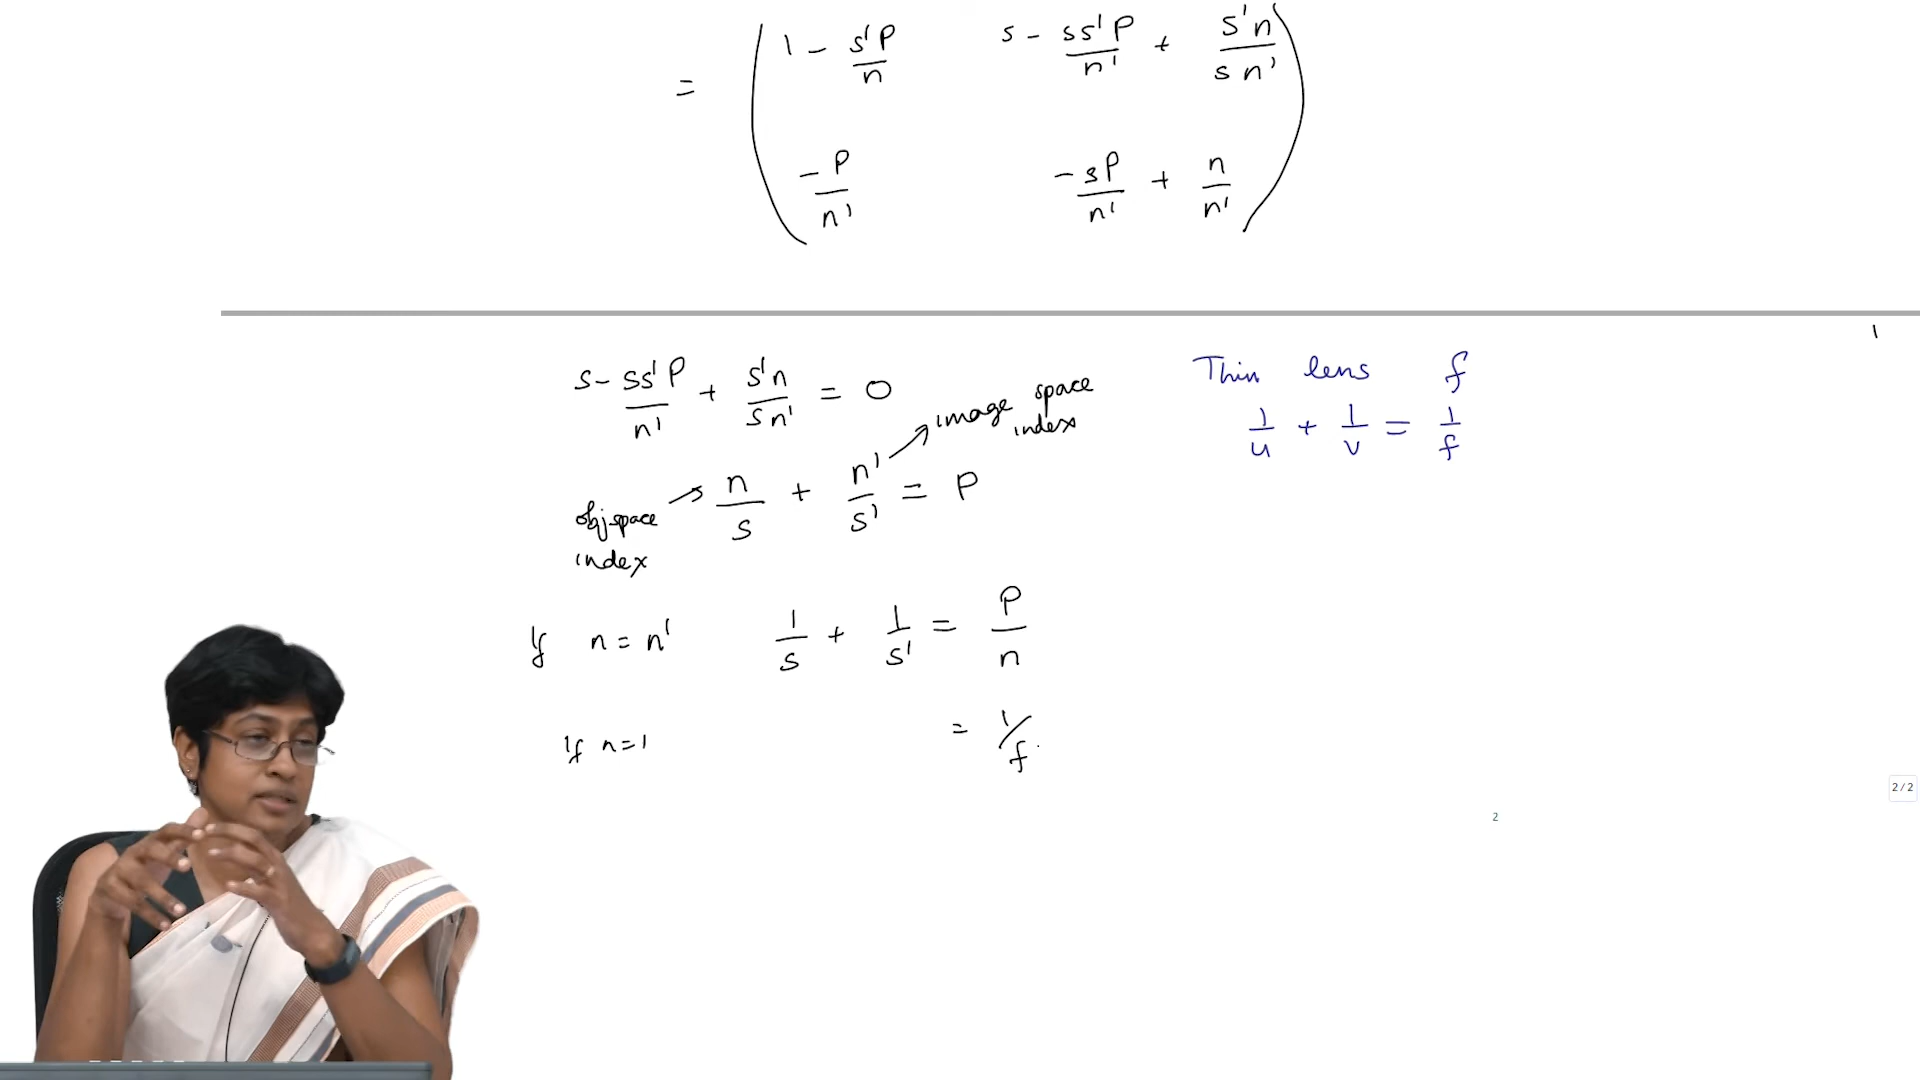 = ( 1 - s'P/n    s - ss'P/n' + s'n/sn'
-P/n'    -sP/n' + n/n' )
1
s - ss'P/n' + s'n/sn' = 0
image space index
obj space index
n/s + n'/s' = P
If n = n'    1/s + 1/s' = P/n
If n=1    = 1/f.
Thin lens f
1/u + 1/v = 1/f
2/2
2